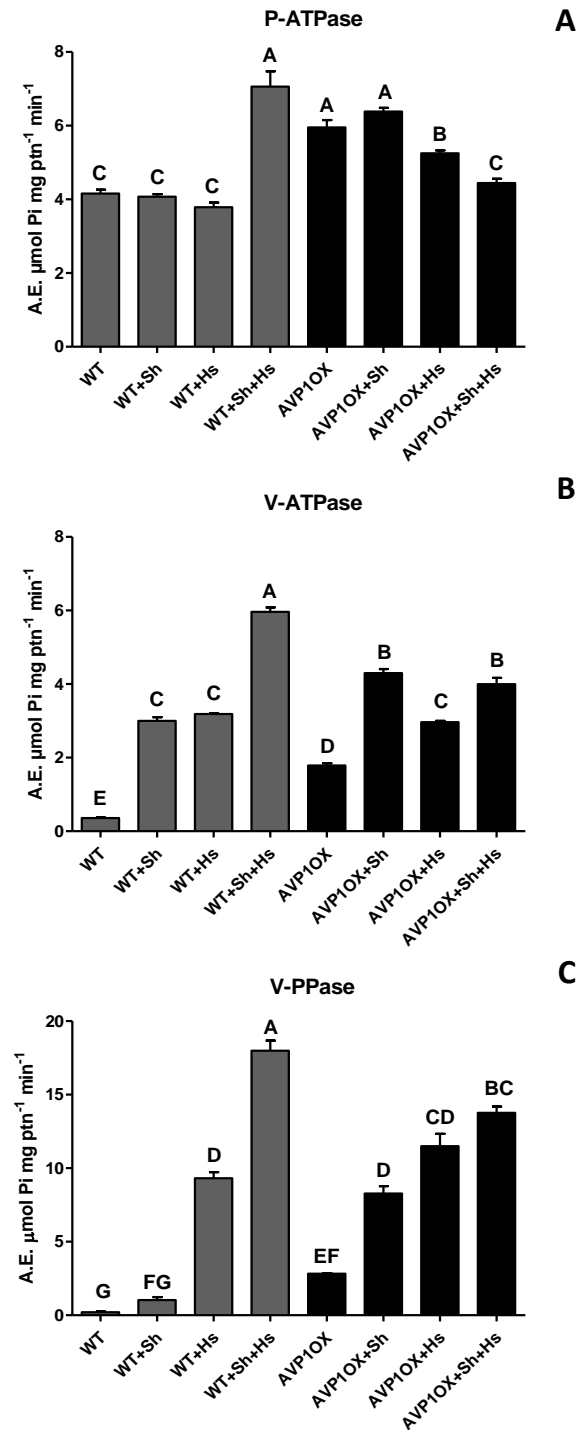 P-ATPase
A
A.E. µmol Pi mg ptn⁻¹ min⁻¹
8
6
4
2
0
C
C
C
A
A
A
B
C
WT
WT+Sh
WT+Hs
WT+Sh+Hs
AVP1OX
AVP1OX+Sh
AVP1OX+Hs
AVP1OX+Sh+Hs
B
V-ATPase
A.E. µmol Pi mg ptn⁻¹ min⁻¹
8
6
4
2
0
E
C
C
A
D
B
C
B
WT
WT+Sh
WT+Hs
WT+Sh+Hs
AVP1OX
AVP1OX+Sh
AVP1OX+Hs
AVP1OX+Sh+Hs
C
V-PPase
A.E. µmol Pi mg ptn⁻¹ min⁻¹
20
15
10
5
0
G
FG
D
A
EF
D
CD
BC
WT
WT+Sh
WT+Hs
WT+Sh+Hs
AVP1OX
AVP1OX+Sh
AVP1OX+Hs
AVP1OX+Sh+Hs